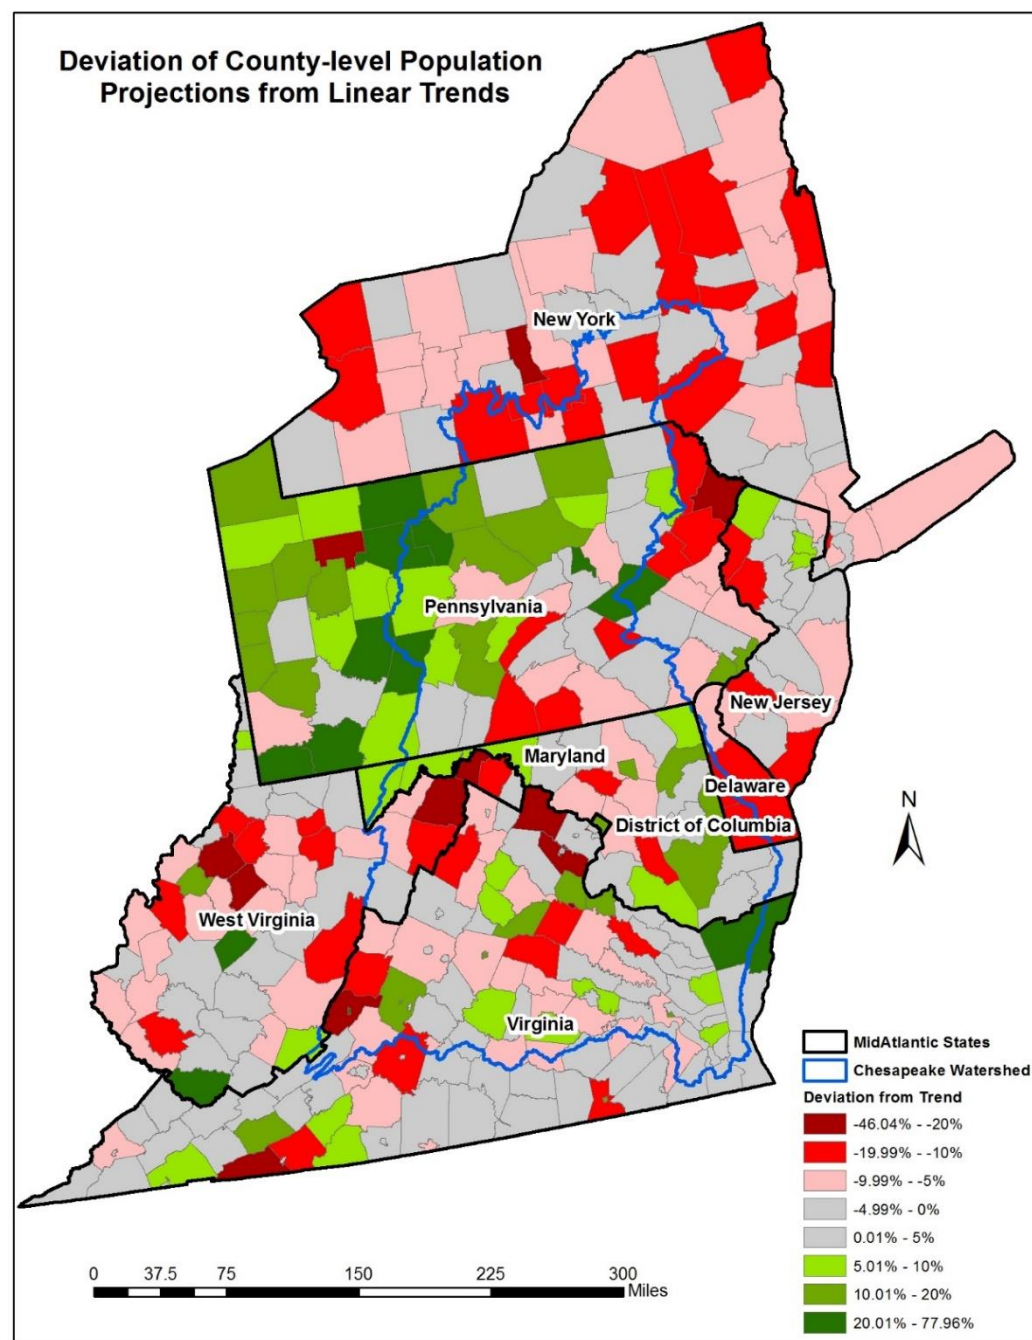 Deviation of County-level Population
Projections from Linear Trends
New York
Pennsylvania
New Jersey
Maryland
Delaware
District of Columbia
N
West Virginia
Virginia
MidAtlantic States
Chesapeake Watershed
Deviation from Trend
-46.04% - -20%
-19.99% - -10%
-9.99% - -5%
-4.99% - 0%
0.01% - 5%
5.01% - 10%
10.01% - 20%
20.01% - 77.96%
0 37.5 75 150 225 300
Miles